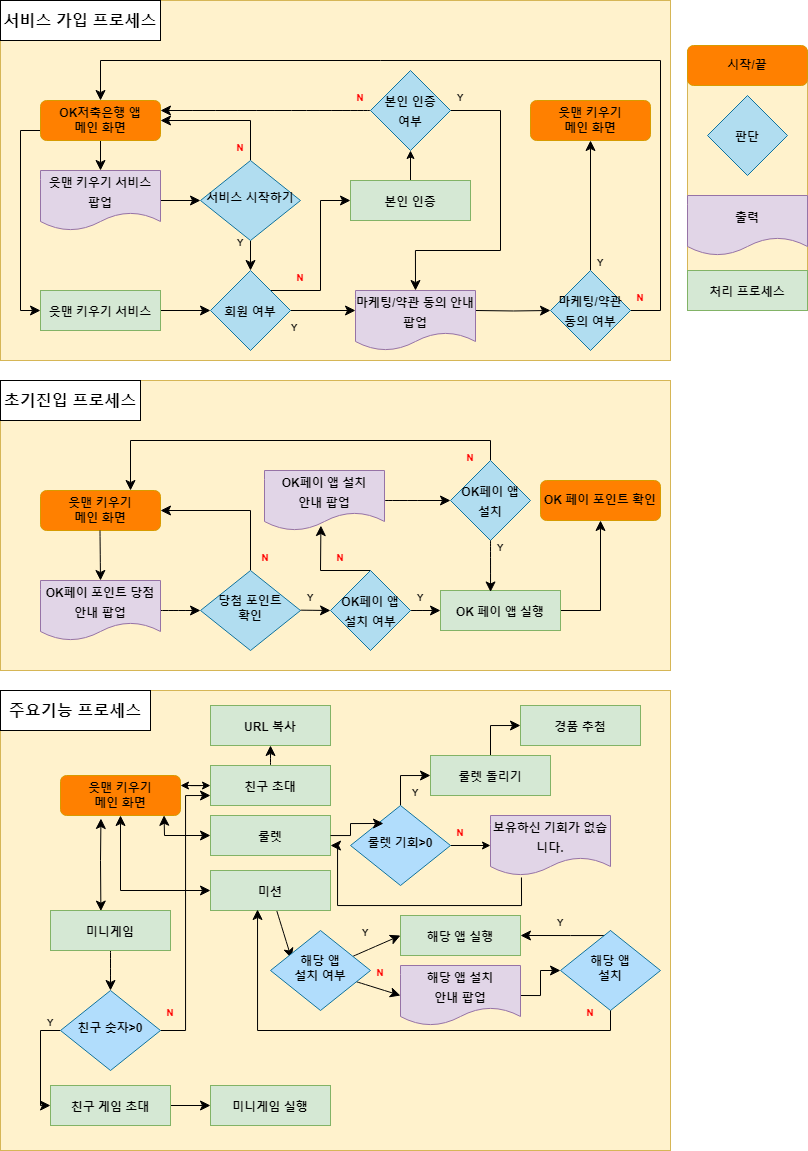 서비스 가입 프로세스
OK저축은행 앱
메인 화면
읏맨 키우기 서비스
팝업
서비스 시작하기
N
Y
읏맨 키우기 서비스
회원 여부
N
Y
본인 인증
본인 인증
여부
N
Y
마케팅/약관 동의 안내
팝업
마케팅/약관
동의 여부
Y
N
읏맨 키우기
메인 화면
시작/끝
판단
출력
처리 프로세스
초기진입 프로세스
읏맨 키우기
메인 화면
OK페이 포인트 당점
안내 팝업
당첨 포인트
확인
N
Y
OK페이 앱
설치 여부
N
Y
OK페이 앱 설치
안내 팝업
OK페이 앱
설치
N
Y
OK 페이 앱 실행
OK 페이 포인트 확인
주요기능 프로세스
URL 복사
친구 초대
읏맨 키우기
메인 화면
룰렛
룰렛 기회>0
Y
N
룰렛 돌리기
경품 추첨
보유하신 기회가 없습
니다.
미션
해당 앱
설치 여부
Y
N
해당 앱 실행
해당 앱 설치
안내 팝업
해당 앱
설치
Y
N
미니게임
친구 숫자>0
Y
N
친구 게임 초대
미니게임 실행